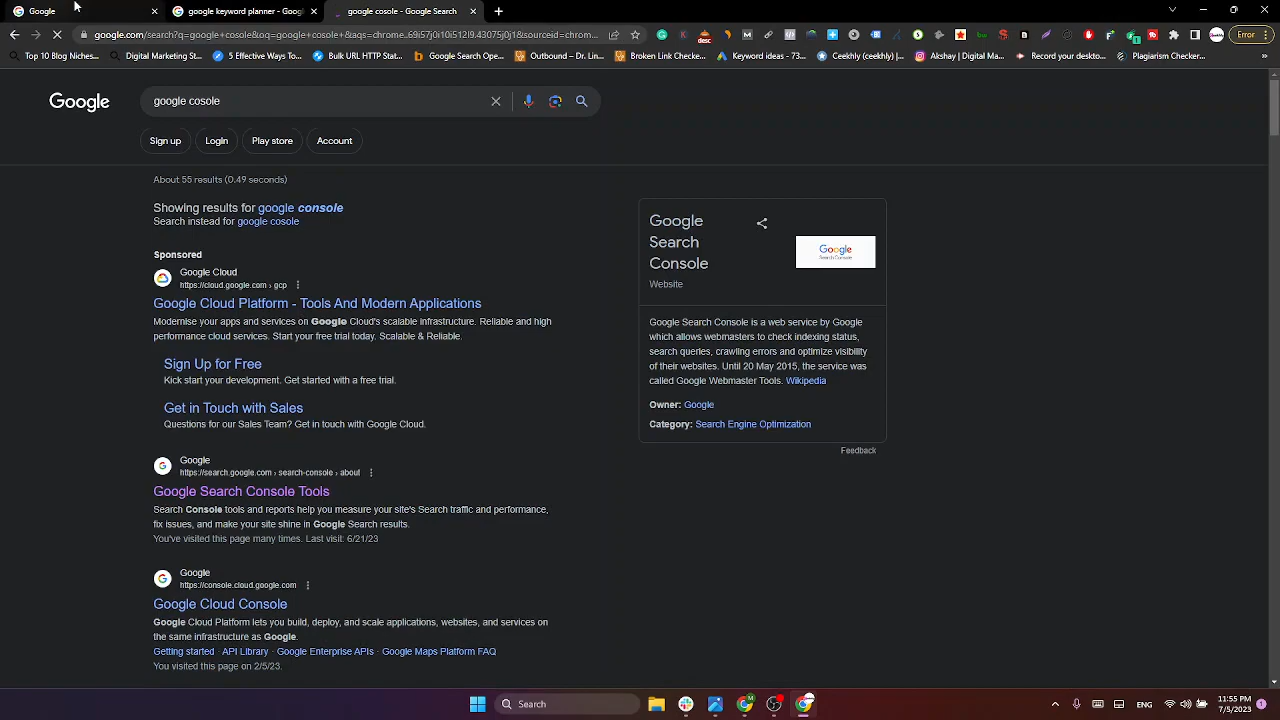 Google
google keyword planner - Google
google cosole - Google Search
google.com/search?q=google+cosole+&oq=google+cosole+&aqs=chrome..69i57j0i10i512l9.43075j0j1&sourceid=chrom...
Error
Top 10 Blog Niches...
Digital Marketing St...
5 Effective Ways To...
Bulk URL HTTP Stat...
GoogleSearch Ope...
Outbound – Dr. Lin...
Broken Link Checke...
Keyword ideas - 73...
Ceekhly (@ceekhly)...
Akshay | Digital Ma...
Record your deskto...
Plagiarism Checker...
»
Google
google cosole
Sign up
Login
Play store
Account
About 55 results (0.49 seconds)
Showing results for google console
Search instead for google cosole
Sponsored
Google Cloud
https://cloud.google.com › gcp
Google Cloud Platform - Tools And Modern Applications
Modernise your apps and services on Google Cloud's scalable infrastructure. Reliable and high
performance cloud services. Start your free trial today. Scalable & Reliable.
Sign Up for Free
Kick start your development. Get started with a free trial.
Get in Touch with Sales
Questions for our Sales Team? Get in touch with Google Cloud.
Google
https://search.google.com › search-console › about
Google Search Console Tools
Search Console tools and reports help you measure your site's Search traffic and performance,
fix issues, and make your site shine in Google Search results.
You've visited this page many times. Last visit: 6/21/23
Google
https://console.cloud.google.com
Google Cloud Console
Google Cloud Platform lets you build, deploy, and scale applications, websites, and services on
the same infrastructure as Google.
Getting started · API Library · Google Enterprise APIs · Google Maps Platform FAQ
You visited this page on 2/5/23.
Google
Search
Console
Website
Google
Search Console
Google Search Console is a web service by Google
which allows webmasters to check indexing status,
search queries, crawling errors and optimize visibility
of their websites. Until 20 May 2015, the service was
called Google Webmaster Tools. Wikipedia
Owner: Google
Category: Search Engine Optimization
Feedback
Search
ENG
11:55 PM
7/5/2023
1